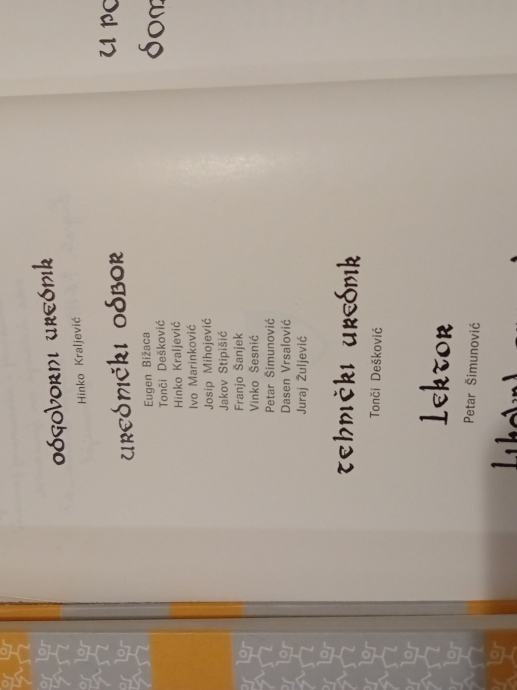 odgovorni urednik
Hinko Kraljević
urednički odbor
Eugen Bižaca
Tonči Dešković
Hinko Kraljević
Ivo Marinković
Josip Mihojević
Jakov Stipišić
Franjo Šanjek
Vinko Šesnić
Petar Šimunović
Dasen Vrsalović
Juraj Žuljević
tehnički urednik
Tonči Dešković
Lektor
Petar Šimunović